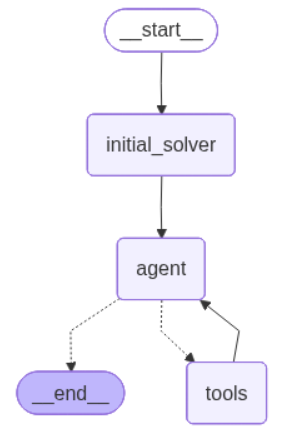 __start__
initial_solver
agent
__end__
tools